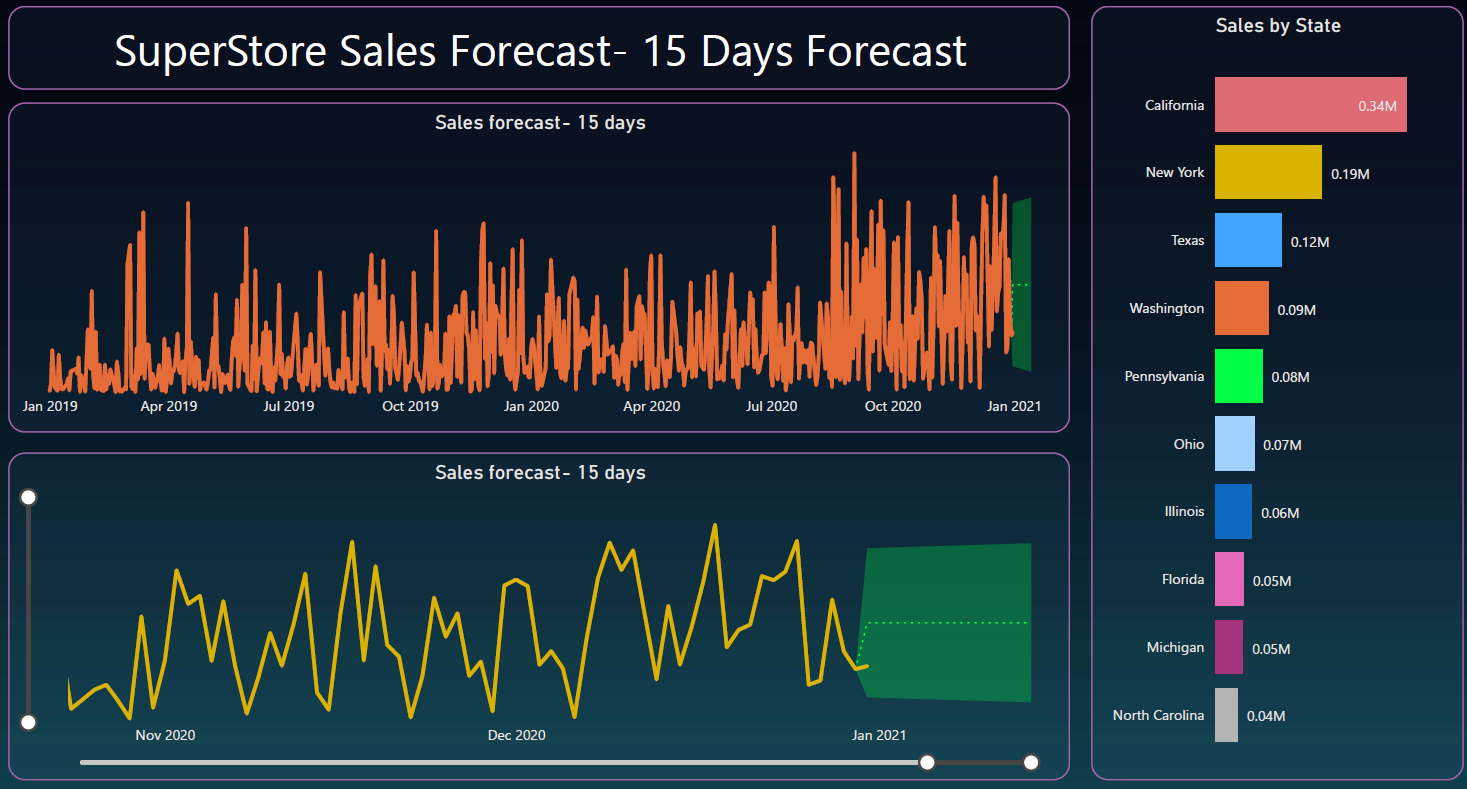 SuperStore Sales Forecast- 15 Days Forecast
Sales forecast- 15 days
Jan 2019
Apr 2019
Jul 2019
Oct 2019
Jan 2020
Apr 2020
Jul 2020
Oct 2020
Jan 2021
Sales forecast- 15 days
Nov 2020
Dec 2020
Jan 2021
Sales by State
California 0.34M
New York 0.19M
Texas 0.12M
Washington 0.09M
Pennsylvania 0.08M
Ohio 0.07M
Illinois 0.06M
Florida 0.05M
Michigan 0.05M
North Carolina 0.04M